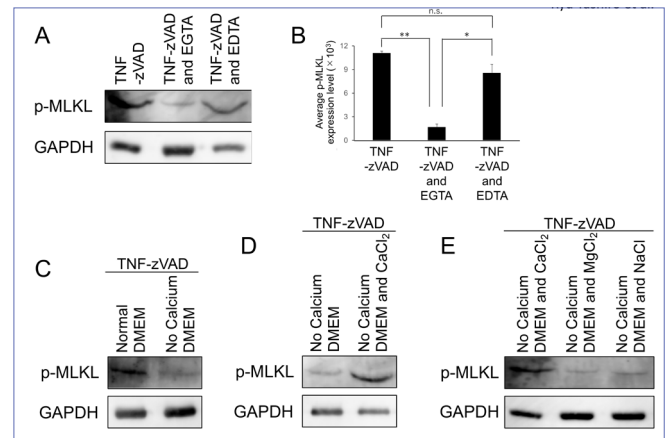 A
TNF
-zVAD
TNF-zVAD
and EGTA
TNF-zVAD
and EDTA
p-MLKL
GAPDH
B
n.s.
**
*
Average p-MLKL
expression level (×10³)
12
9
6
3
0
TNF
-zVAD
TNF
-zVAD
and
EGTA
TNF
-zVAD
and
EDTA
C
TNF-zVAD
Normal
DMEM
No Calcium
DMEM
p-MLKL
GAPDH
D
TNF-zVAD
No Calcium
DMEM
No Calcium
DMEM and CaCl₂
p-MLKL
GAPDH
E
TNF-zVAD
No Calcium
DMEM and CaCl₂
No Calcium
DMEM and MgCl₂
No Calcium
DMEM and NaCl
p-MLKL
GAPDH